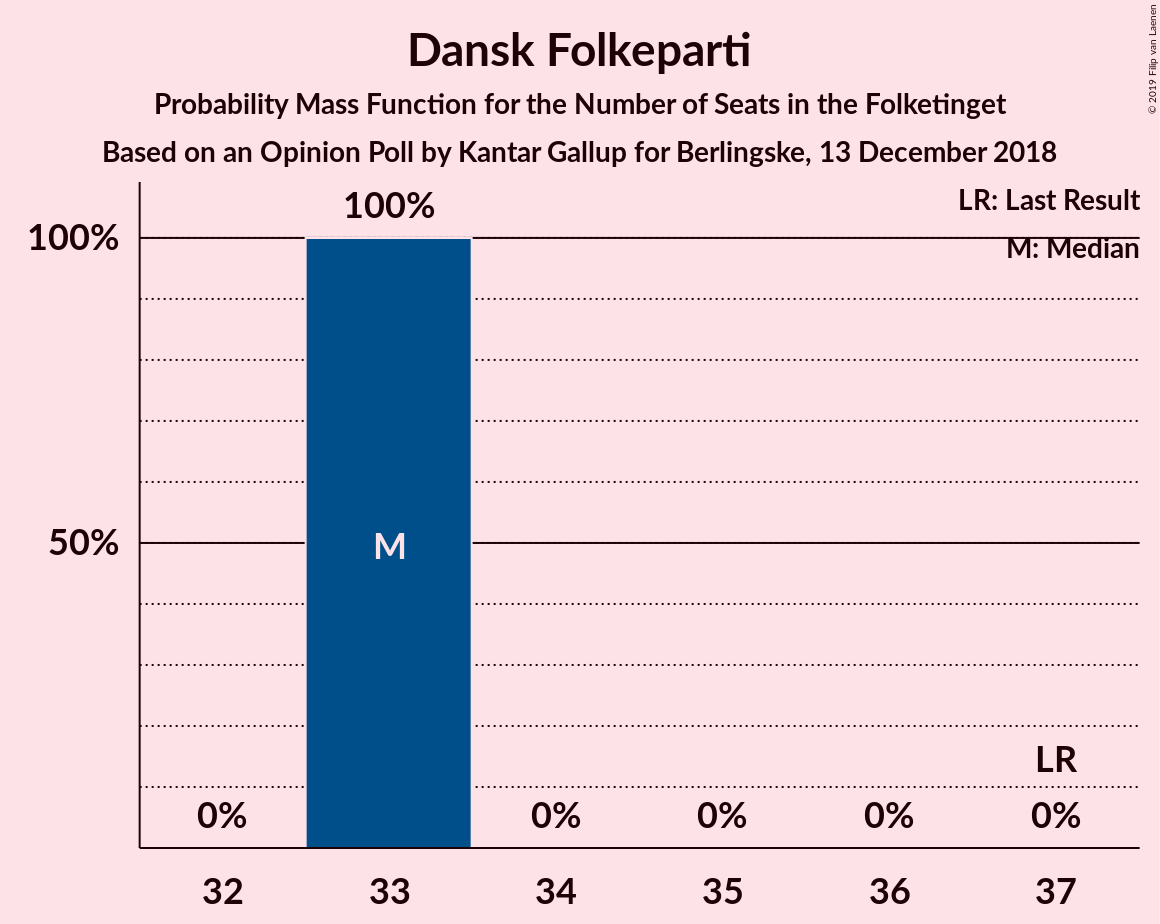 Dansk Folkeparti
Probability Mass Function for the Number of Seats in the Folketinget
Based on an Opinion Poll by Kantar Gallup for Berlingske, 13 December 2018
© 2019 Filip van Laenen
LR: Last Result
M: Median
100%
100%
50%
M
LR
0%
0%
0%
0%
0%
32
33
34
35
36
37